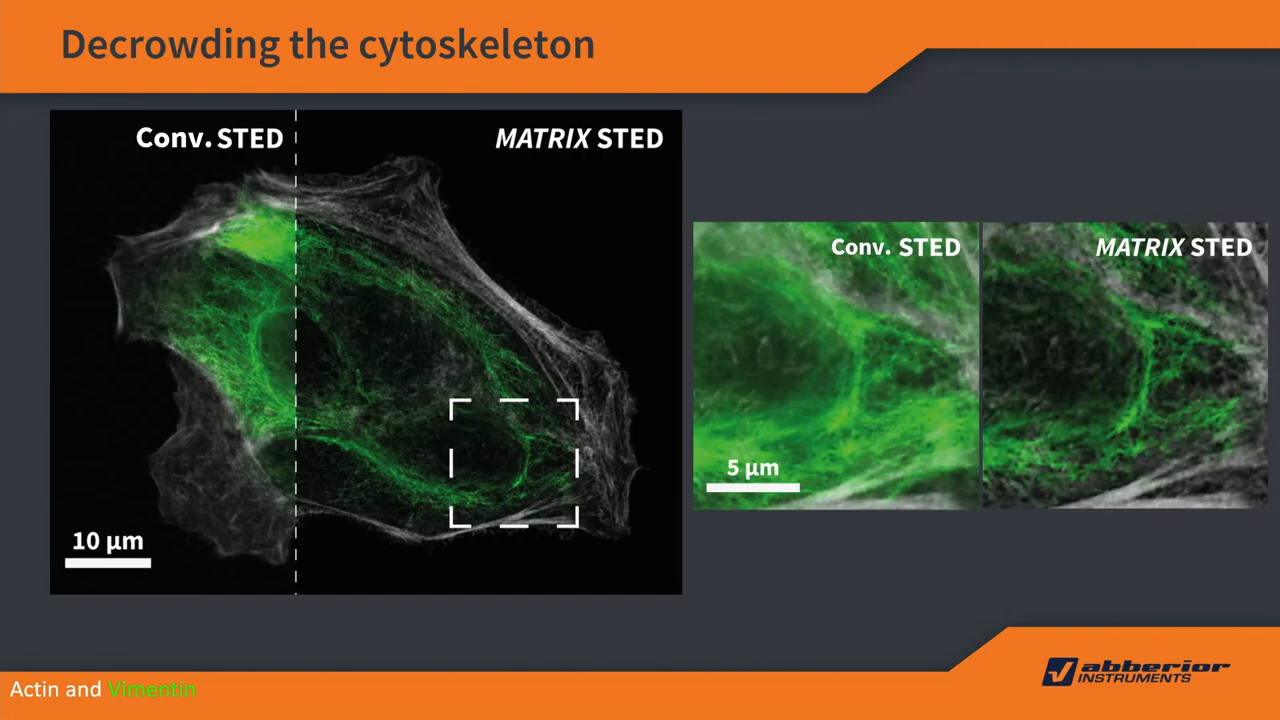 Decrowding the cytoskeleton
Conv. STED
MATRIX STED
10 µm
Conv. STED
MATRIX STED
5 µm
Actin and Vimentin
abberior
INSTRUMENTS